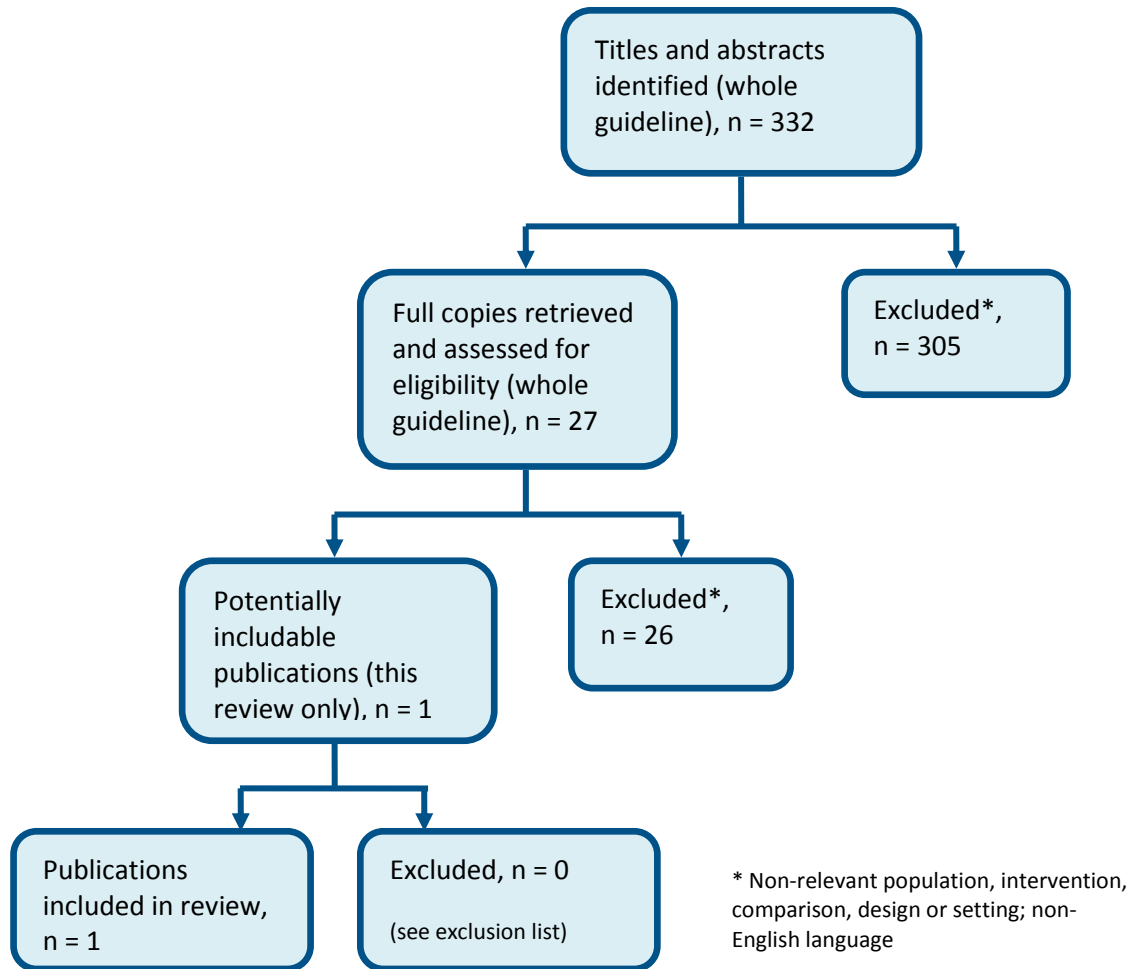 Titles and abstracts
identified (whole
guideline), n = 332
Full copies retrieved
and assessed for
eligibility (whole
guideline), n = 27
Excluded*,
n = 305
Potentially
includable
publications (this
review only), n = 1
Excluded*,
n = 26
Publications
included in review,
n = 1
Excluded, n = 0
(see exclusion list)
* Non-relevant population, intervention,
comparison, design or setting; non-
English language